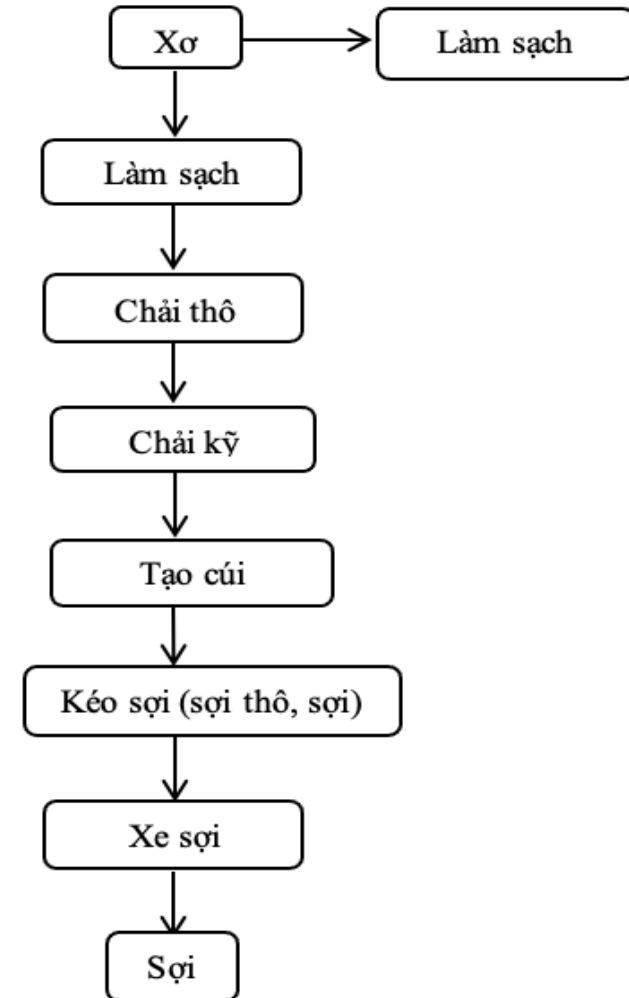 Xơ
Làm sạch
Làm sạch
Chải thô
Chải kỹ
Tạo cúi
Kéo sợi (sợi thô, sợi)
Xe sợi
Sợi